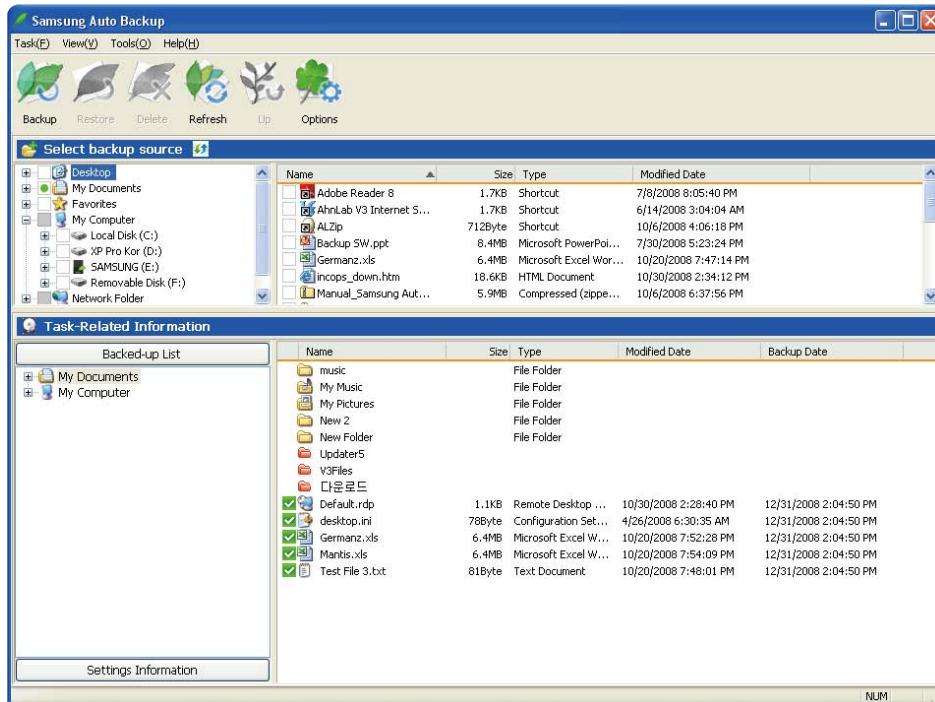 Samsung Auto Backup
Task(F) View(V) Tools(O) Help(H)
Backup Restore Delete Refresh Up Options
Select backup source
Desktop
My Documents
Favorites
My Computer
Local Disk (C:)
XP Pro Kor (D:)
SAMSUNG (E:)
Removable Disk (F:)
Network Folder
Name Size Type Modified Date
Adobe Reader 8 1.7KB Shortcut 7/8/2008 8:05:40 PM
AhnLab V3 Internet S... 1.7KB Shortcut 6/14/2008 3:04:04 AM
ALZip 712Byte Shortcut 10/6/2008 4:06:18 PM
Backup SW.ppt 8.4MB Microsoft PowerPoi... 7/30/2008 5:23:24 PM
Germanz.xls 6.4MB Microsoft Excel Wor... 10/20/2008 7:47:14 PM
incops_down.htm 18.6KB HTML Document 10/30/2008 2:34:12 PM
Manual_Samsung Aut... 5.9MB Compressed (zippe... 10/6/2008 6:37:56 PM
Task-Related Information
Backed-up List
My Documents
My Computer
Settings Information
Name Size Type Modified Date Backup Date
music File Folder
My Music File Folder
My Pictures File Folder
New 2 File Folder
New Folder File Folder
Updater5
V3Files
다운로드
Default.rdp 1.1KB Remote Desktop ... 10/30/2008 2:28:40 PM 12/31/2008 2:04:50 PM
desktop.ini 78Byte Configuration Set... 4/26/2008 6:30:35 AM 12/31/2008 2:04:50 PM
Germanz.xls 6.4MB Microsoft Excel W... 10/20/2008 7:52:28 PM 12/31/2008 2:04:50 PM
Mantis.xls 6.4MB Microsoft Excel W... 10/20/2008 7:54:09 PM 12/31/2008 2:04:50 PM
Test File 3.txt 81Byte Text Document 10/20/2008 7:48:01 PM 12/31/2008 2:04:50 PM
NUM